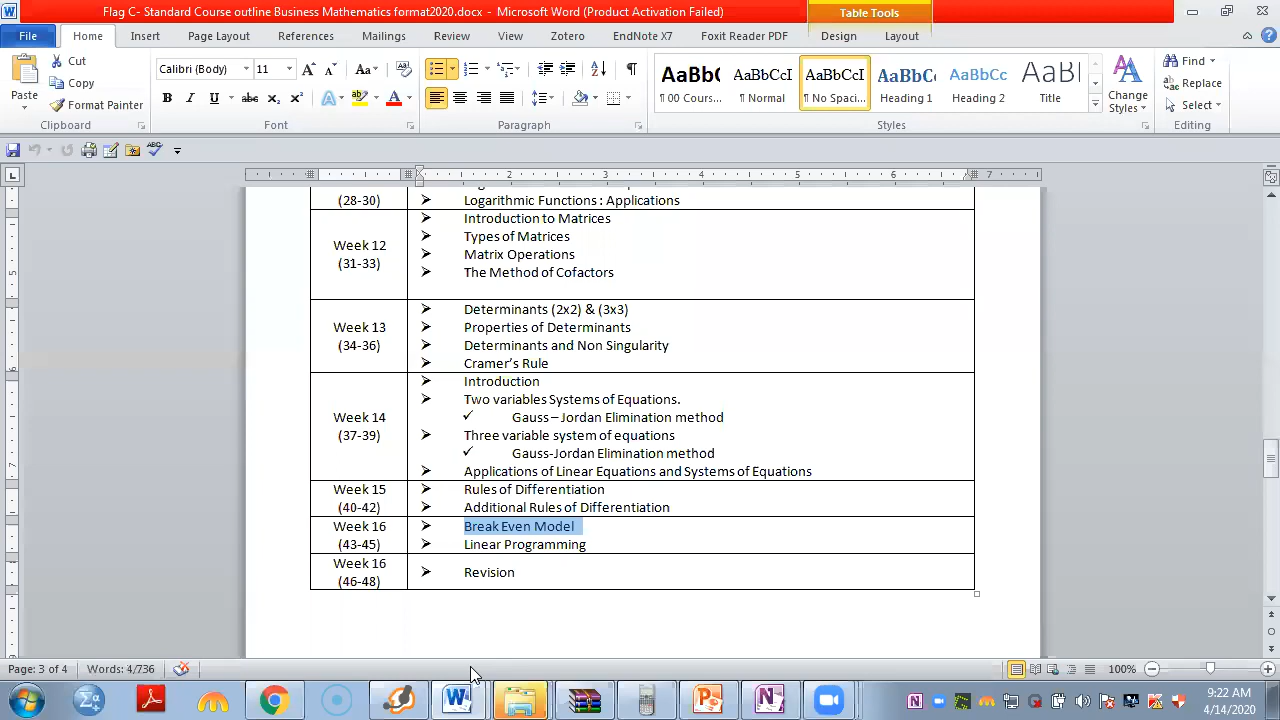 Flag C- Standard Course outline Business Mathematics format2020.docx - Microsoft Word (Product Activation Failed)
Table Tools
File Home Insert Page Layout References Mailings Review View Zotero EndNote X7 Foxit Reader PDF Design Layout
Cut
Copy
Format Painter
Paste
Clipboard
Calibri (Body) 11
Font
Paragraph
AaBbC AaBbCcI AaBbCcI AaBbCc AaBbCc AaBl
¶ 00 Cours... ¶ Normal ¶ No Spaci... Heading 1 Heading 2 Title
Change
Styles
Styles
Find
Replace
Select
Editing
2 3 4 5 6 7
(28-30) Logarithmic Functions : Applications
Week 12
(31-33)
Introduction to Matrices
Types of Matrices
Matrix Operations
The Method of Cofactors
Week 13
(34-36)
Determinants (2x2) & (3x3)
Properties of Determinants
Determinants and Non Singularity
Cramer's Rule
Week 14
(37-39)
Introduction
Two variables Systems of Equations.
Gauss – Jordan Elimination method
Three variable system of equations
Gauss-Jordan Elimination method
Applications of Linear Equations and Systems of Equations
Week 15
(40-42)
Rules of Differentiation
Additional Rules of Differentiation
Week 16
(43-45)
Break Even Model
Linear Programming
Week 16
(46-48)
Revision
Page: 3 of 4 Words: 4/736 100%
9:22 AM
4/14/2020